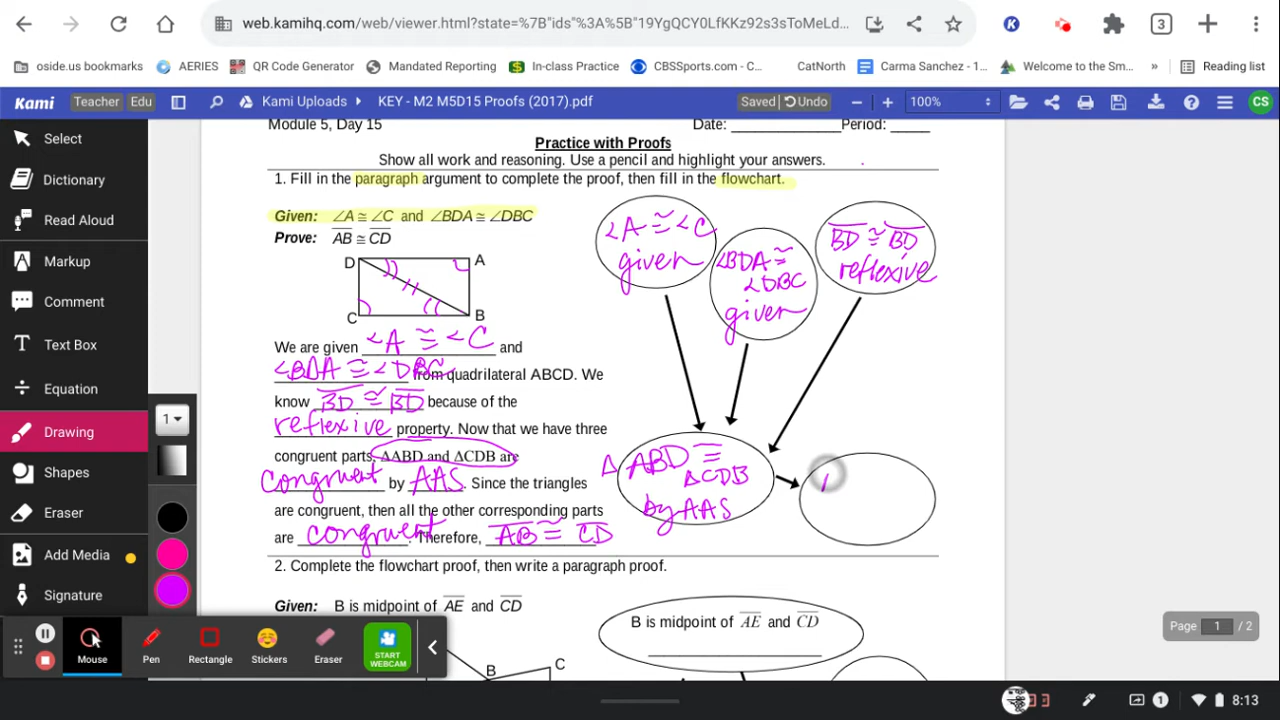 web.kamihq.com/web/viewer.html?state=%7B"ids"%3A%5B"19YgQCY0LfKKz92s3sToMeLd...
K
3
oside.us bookmarks
AERIES
QR Code Generator
Mandated Reporting
$ In-class Practice
CBSSports.com - C...
CatNorth
Carma Sanchez - 1...
Welcome to the Sm...
»
Reading list
Kami
Teacher
Edu
Kami Uploads
KEY - M2 M5D15 Proofs (2017).pdf
Saved
Undo
100%
CS
Select
Dictionary
Read Aloud
Markup
Comment
T Text Box
Equation
Drawing
Shapes
Eraser
Add Media
Signature
1
Module 5, Day 15
Date: ______________Period: _____
Practice with Proofs
Show all work and reasoning. Use a pencil and highlight your answers.
1. Fill in the paragraph argument to complete the proof, then fill in the flowchart.
Given: ∠A ≅ ∠C and ∠BDA ≅ ∠DBC
Prove: AB ≅ CD
D
A
C
B
We are given ∠A ≅ ∠C and
∠BDA ≅ ∠DBC from quadrilateral ABCD. We
know BD ≅ BD because of the
reflexive property. Now that we have three
congruent parts, ΔABD and ΔCDB are
congruent by AAS. Since the triangles
are congruent, then all the other corresponding parts
are congruent. Therefore, AB ≅ CD
∠A ≅ ∠C
given
∠BDA ≅
∠DBC
given
BD ≅ BD
reflexive
Δ ABD ≅
ΔCDB
by AAS
2. Complete the flowchart proof, then write a paragraph proof.
Given: B is midpoint of AE and CD
B is midpoint of AE and CD
B
C
Mouse
Pen
Rectangle
Stickers
Eraser
START
WEBCAM
Page 1 / 2
1
8:13